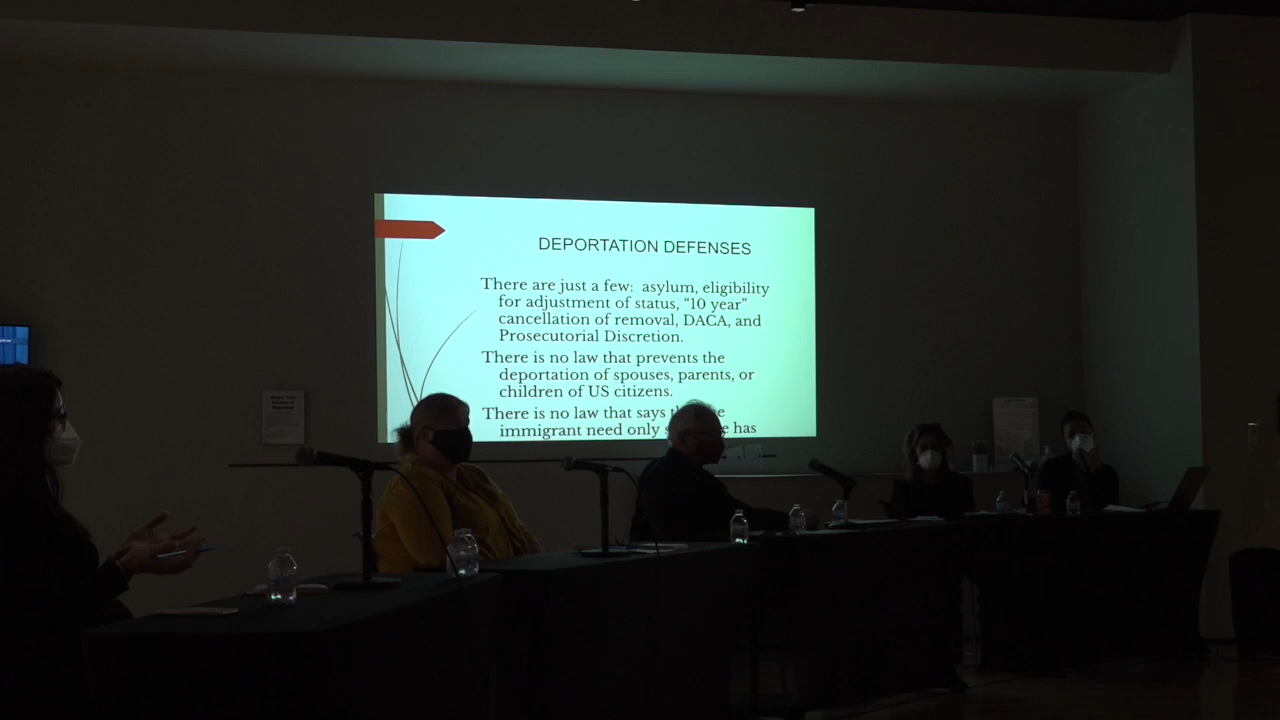 DEPORTATION DEFENSES
There are just a few: asylum, eligibility
for adjustment of status, “10 year”
cancellation of removal, DACA, and
Prosecutorial Discretion.
There is no law that prevents the
deportation of spouses, parents, or
children of US citizens.
There is no law that says
immigrant need only has